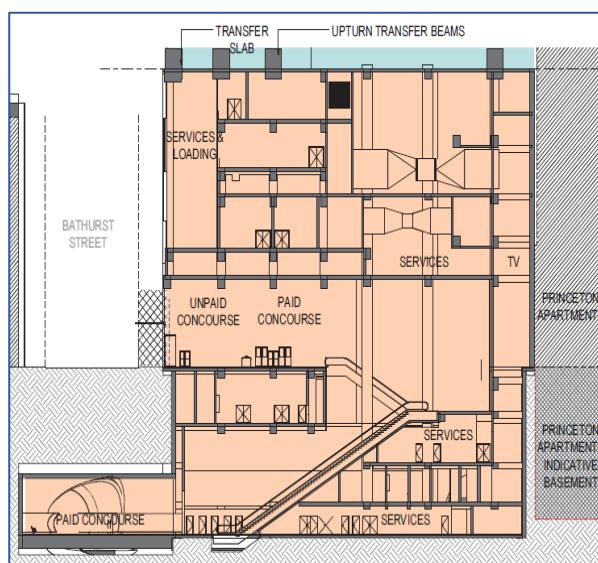 TRANSFER
SLAB
UPTURN TRANSFER BEAMS
SERVICES &
LOADING
BATHURST
STREET
SERVICES
TV
UNPAID
CONCOURSE
PAID
CONCOURSE
PRINCETON
APARTMENT
SERVICES
PRINCETON
APARTMENT
INDICATIVE
BASEMENT
PAID CONCOURSE
SERVICES